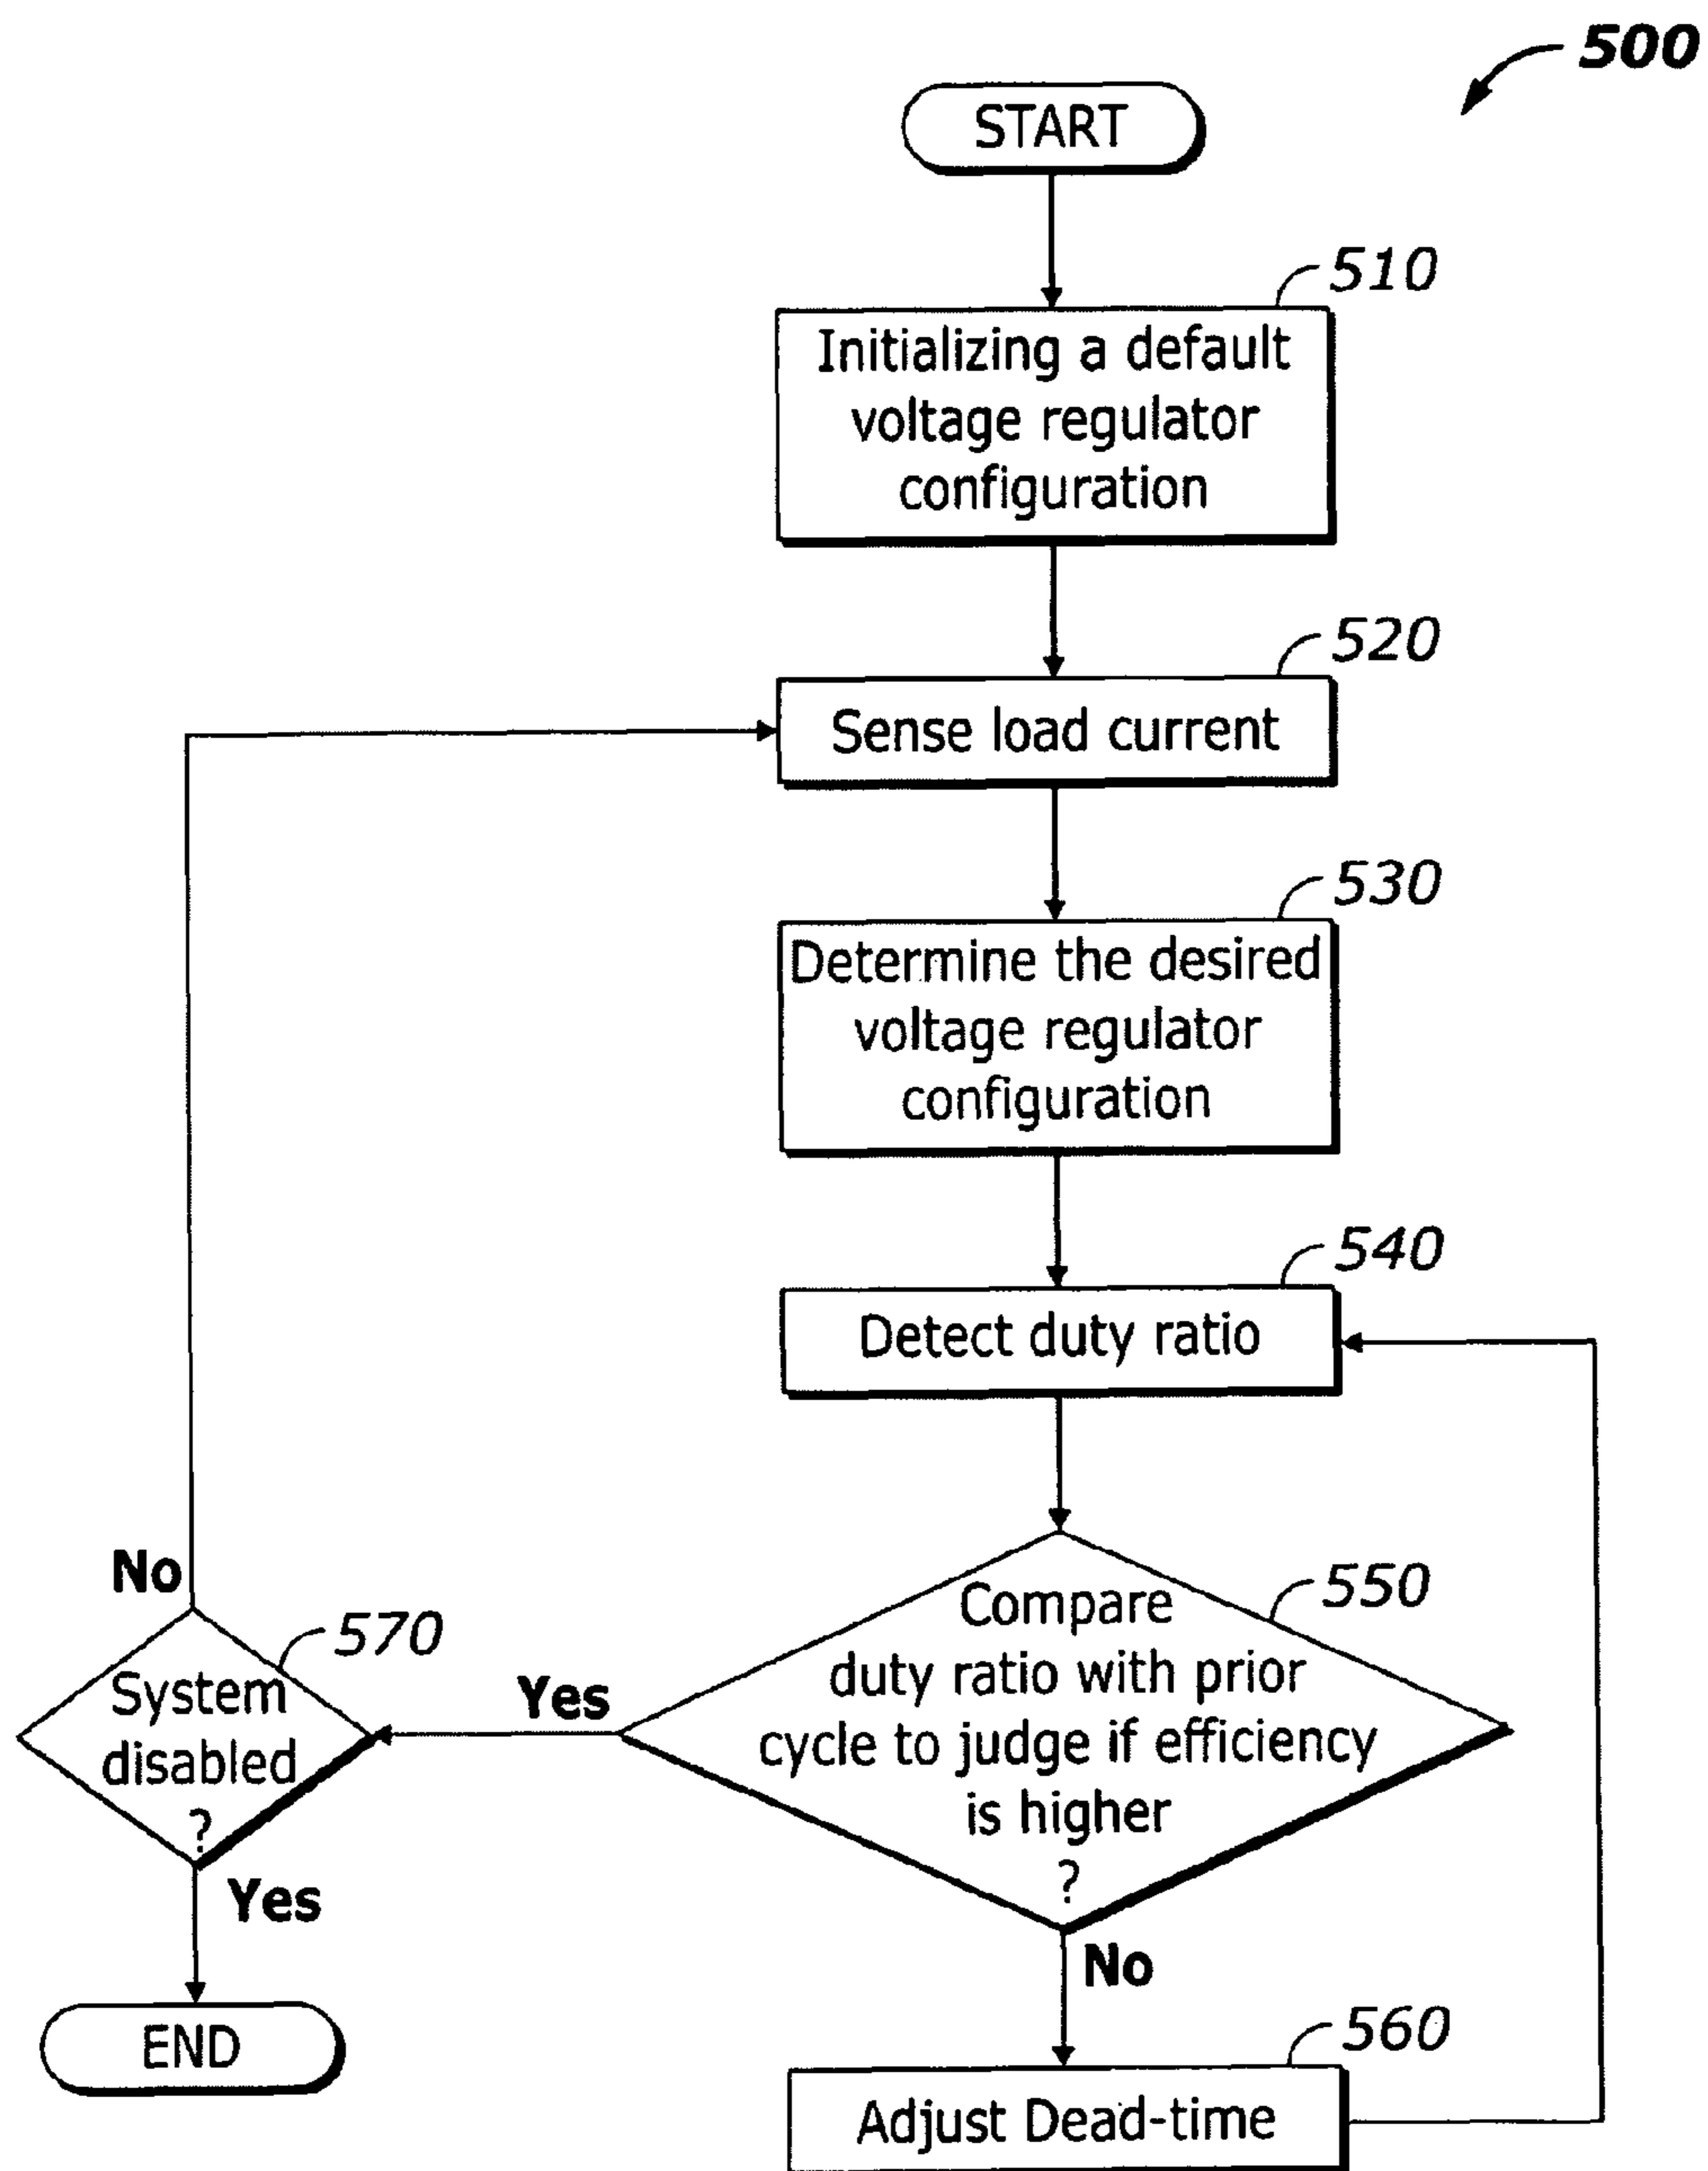 500
START
510
Initializing a default
voltage regulator
configuration
520
Sense load current
530
Determine the desired
voltage regulator
configuration
540
Detect duty ratio
550
Compare
duty ratio with prior
cycle to judge if efficiency
is higher
?
Yes
No
570
System
disabled
?
No
Yes
END
560
Adjust Dead-time